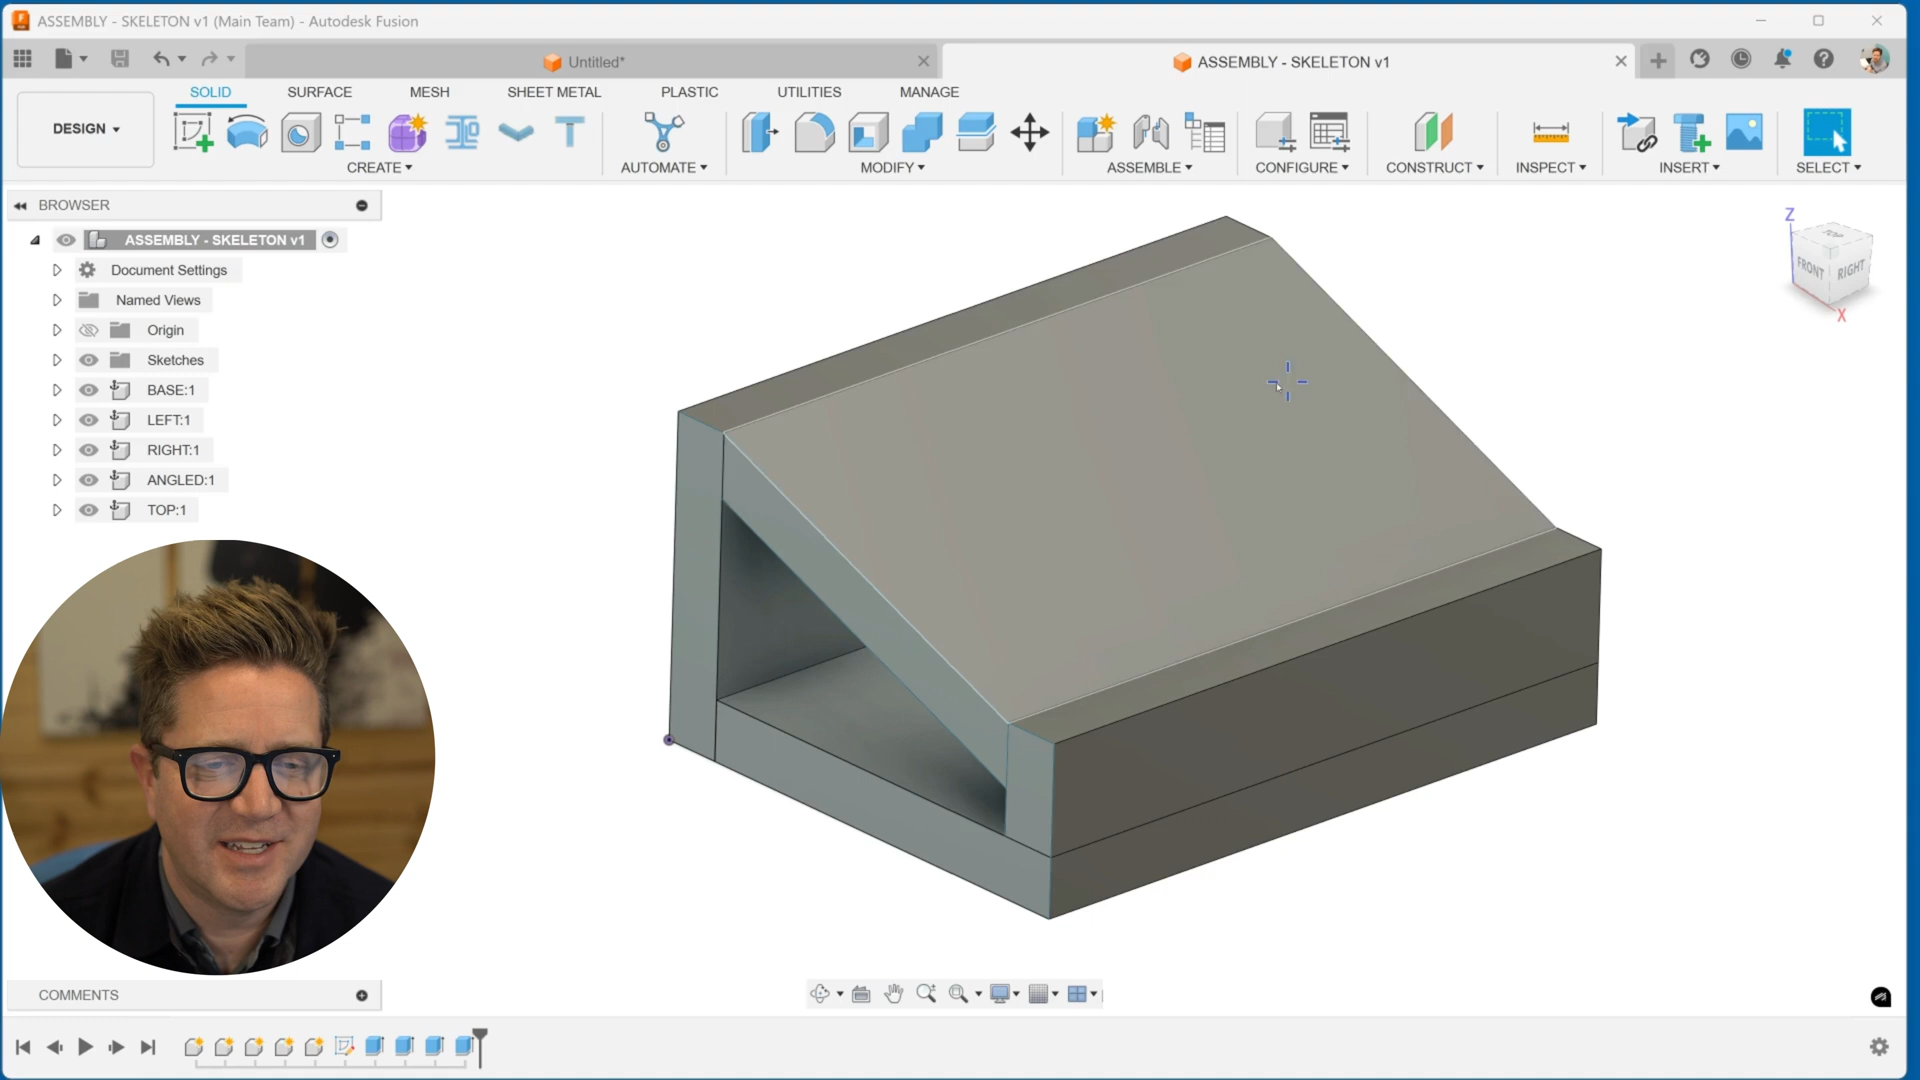 ASSEMBLY - SKELETON v1 (Main Team) - Autodesk Fusion
Untitled*
ASSEMBLY - SKELETON v1
SOLID SURFACE MESH SHEET METAL PLASTIC UTILITIES MANAGE
DESIGN
CREATE AUTOMATE MODIFY ASSEMBLE CONFIGURE CONSTRUCT INSPECT INSERT SELECT
BROWSER
ASSEMBLY - SKELETON v1
Document Settings
Named Views
Origin
Sketches
BASE:1
LEFT:1
RIGHT:1
ANGLED:1
TOP:1
Z
TOP
FRONT RIGHT
X
COMMENTS